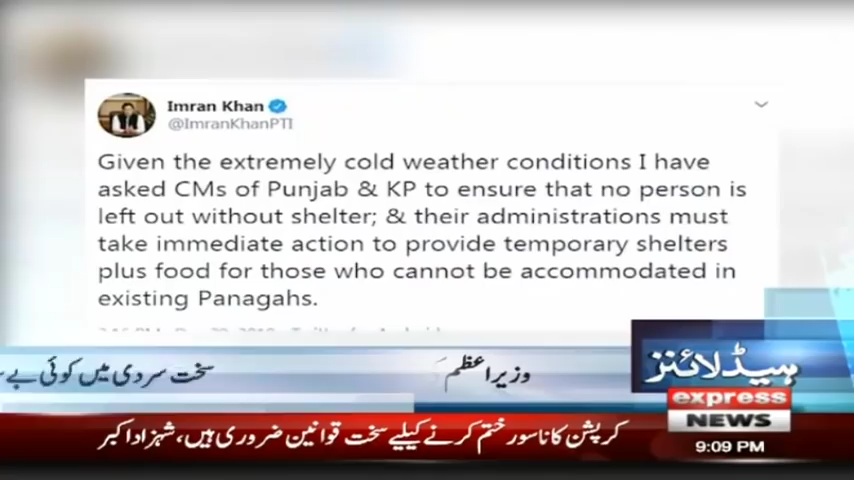 Imran Khan
@ImranKhanPTI
Given the extremely cold weather conditions I have
asked CMs of Punjab & KP to ensure that no person is
left out without shelter; & their administrations must
take immediate action to provide temporary shelters
plus food for those who cannot be accommodated in
existing Panagahs.
ہیڈلائنز
وزیراعظم
سخت سردی میں کوئی بے
express
NEWS
کرپشن کا ناسور ختم کرنے کیلیے سخت قوانین ضروری ہیں، شہزاد اکبر
9:09 PM